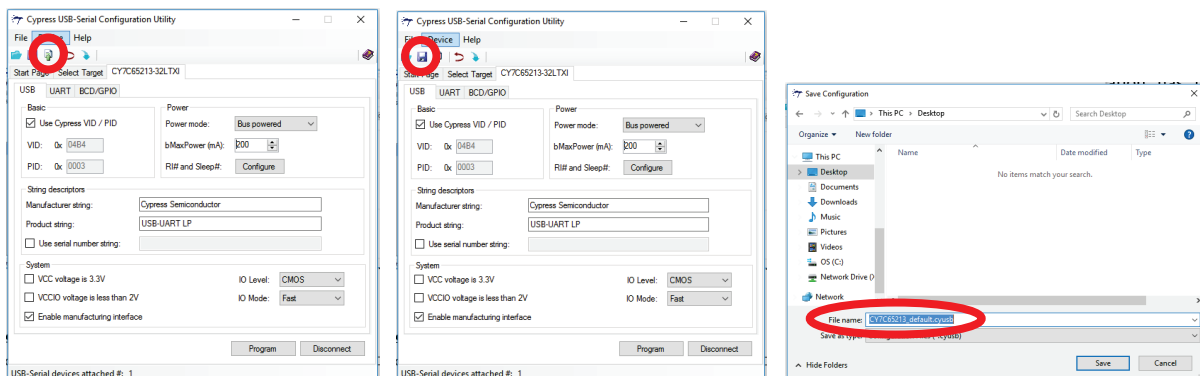 Cypress USB-Serial Configuration Utility
File Device Help
Start Page Select Target CY7C65213-32LTXI
USB UART BCD/GPIO
Basic
Use Cypress VID / PID
VID: 0x 04B4
PID: 0x 0003
Power
Power mode: Bus powered
bMaxPower (mA): 200
RI# and Sleep#: Configure
String descriptors
Manufacturer string: Cypress Semiconductor
Product string: USB-UART LP
Use serial number string:
System
VCC voltage is 3.3V
VCCIO voltage is less than 2V
Enable manufacturing interface
IO Level: CMOS
IO Mode: Fast
Program Disconnect
USB-Serial devices attached #: 1
Cypress USB-Serial Configuration Utility
File Device Help
Start Page Select Target CY7C65213-32LTXI
USB UART BCD/GPIO
Basic
Use Cypress VID / PID
VID: 0x 04B4
PID: 0x 0003
Power
Power mode: Bus powered
bMaxPower (mA): 200
RI# and Sleep#: Configure
String descriptors
Manufacturer string: Cypress Semiconductor
Product string: USB-UART LP
Use serial number string:
System
VCC voltage is 3.3V
VCCIO voltage is less than 2V
Enable manufacturing interface
IO Level: CMOS
IO Mode: Fast
Program Disconnect
USB-Serial devices attached #: 1
Save Configuration
This PC > Desktop
Search Desktop
Organize New folder
This PC
Desktop
Documents
Downloads
Music
Pictures
Videos
OS (C:)
Network Drive (
Network
Name Date modified Type
No items match your search.
File name: CY7C65213_default.cyusb
Save as type:
Hide Folders
Save Cancel